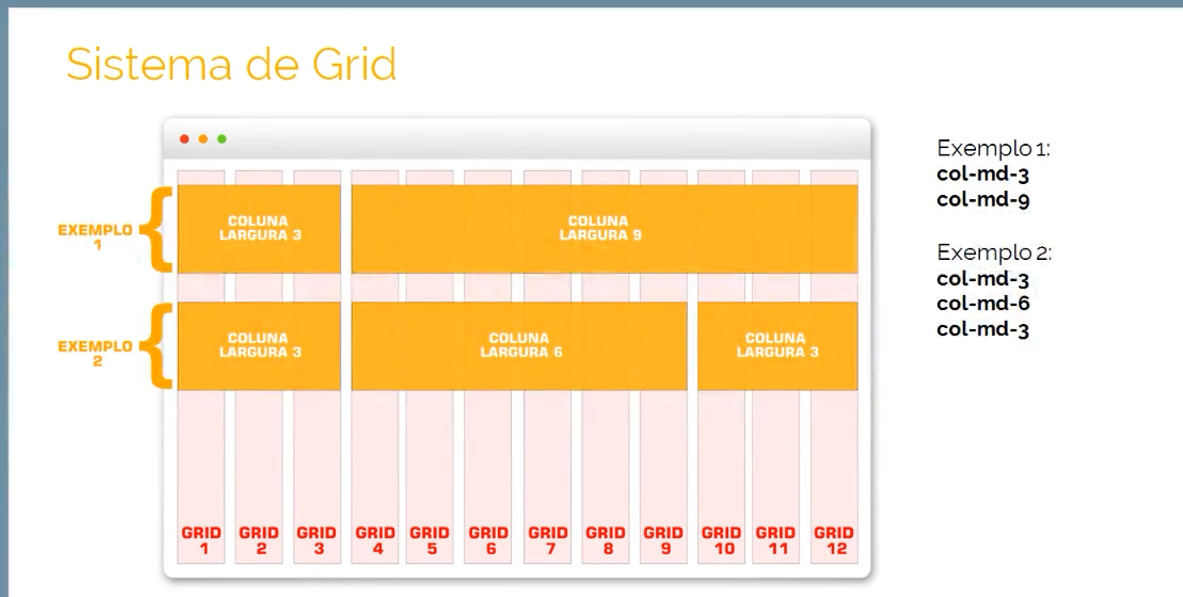 Sistema de Grid
EXEMPLO
1
COLUNA
LARGURA 3
COLUNA
LARGURA 9
EXEMPLO
2
COLUNA
LARGURA 3
COLUNA
LARGURA 6
COLUNA
LARGURA 3
GRID
1
GRID
2
GRID
3
GRID
4
GRID
5
GRID
6
GRID
7
GRID
8
GRID
9
GRID
10
GRID
11
GRID
12
Exemplo 1:
col-md-3
col-md-9
Exemplo 2:
col-md-3
col-md-6
col-md-3